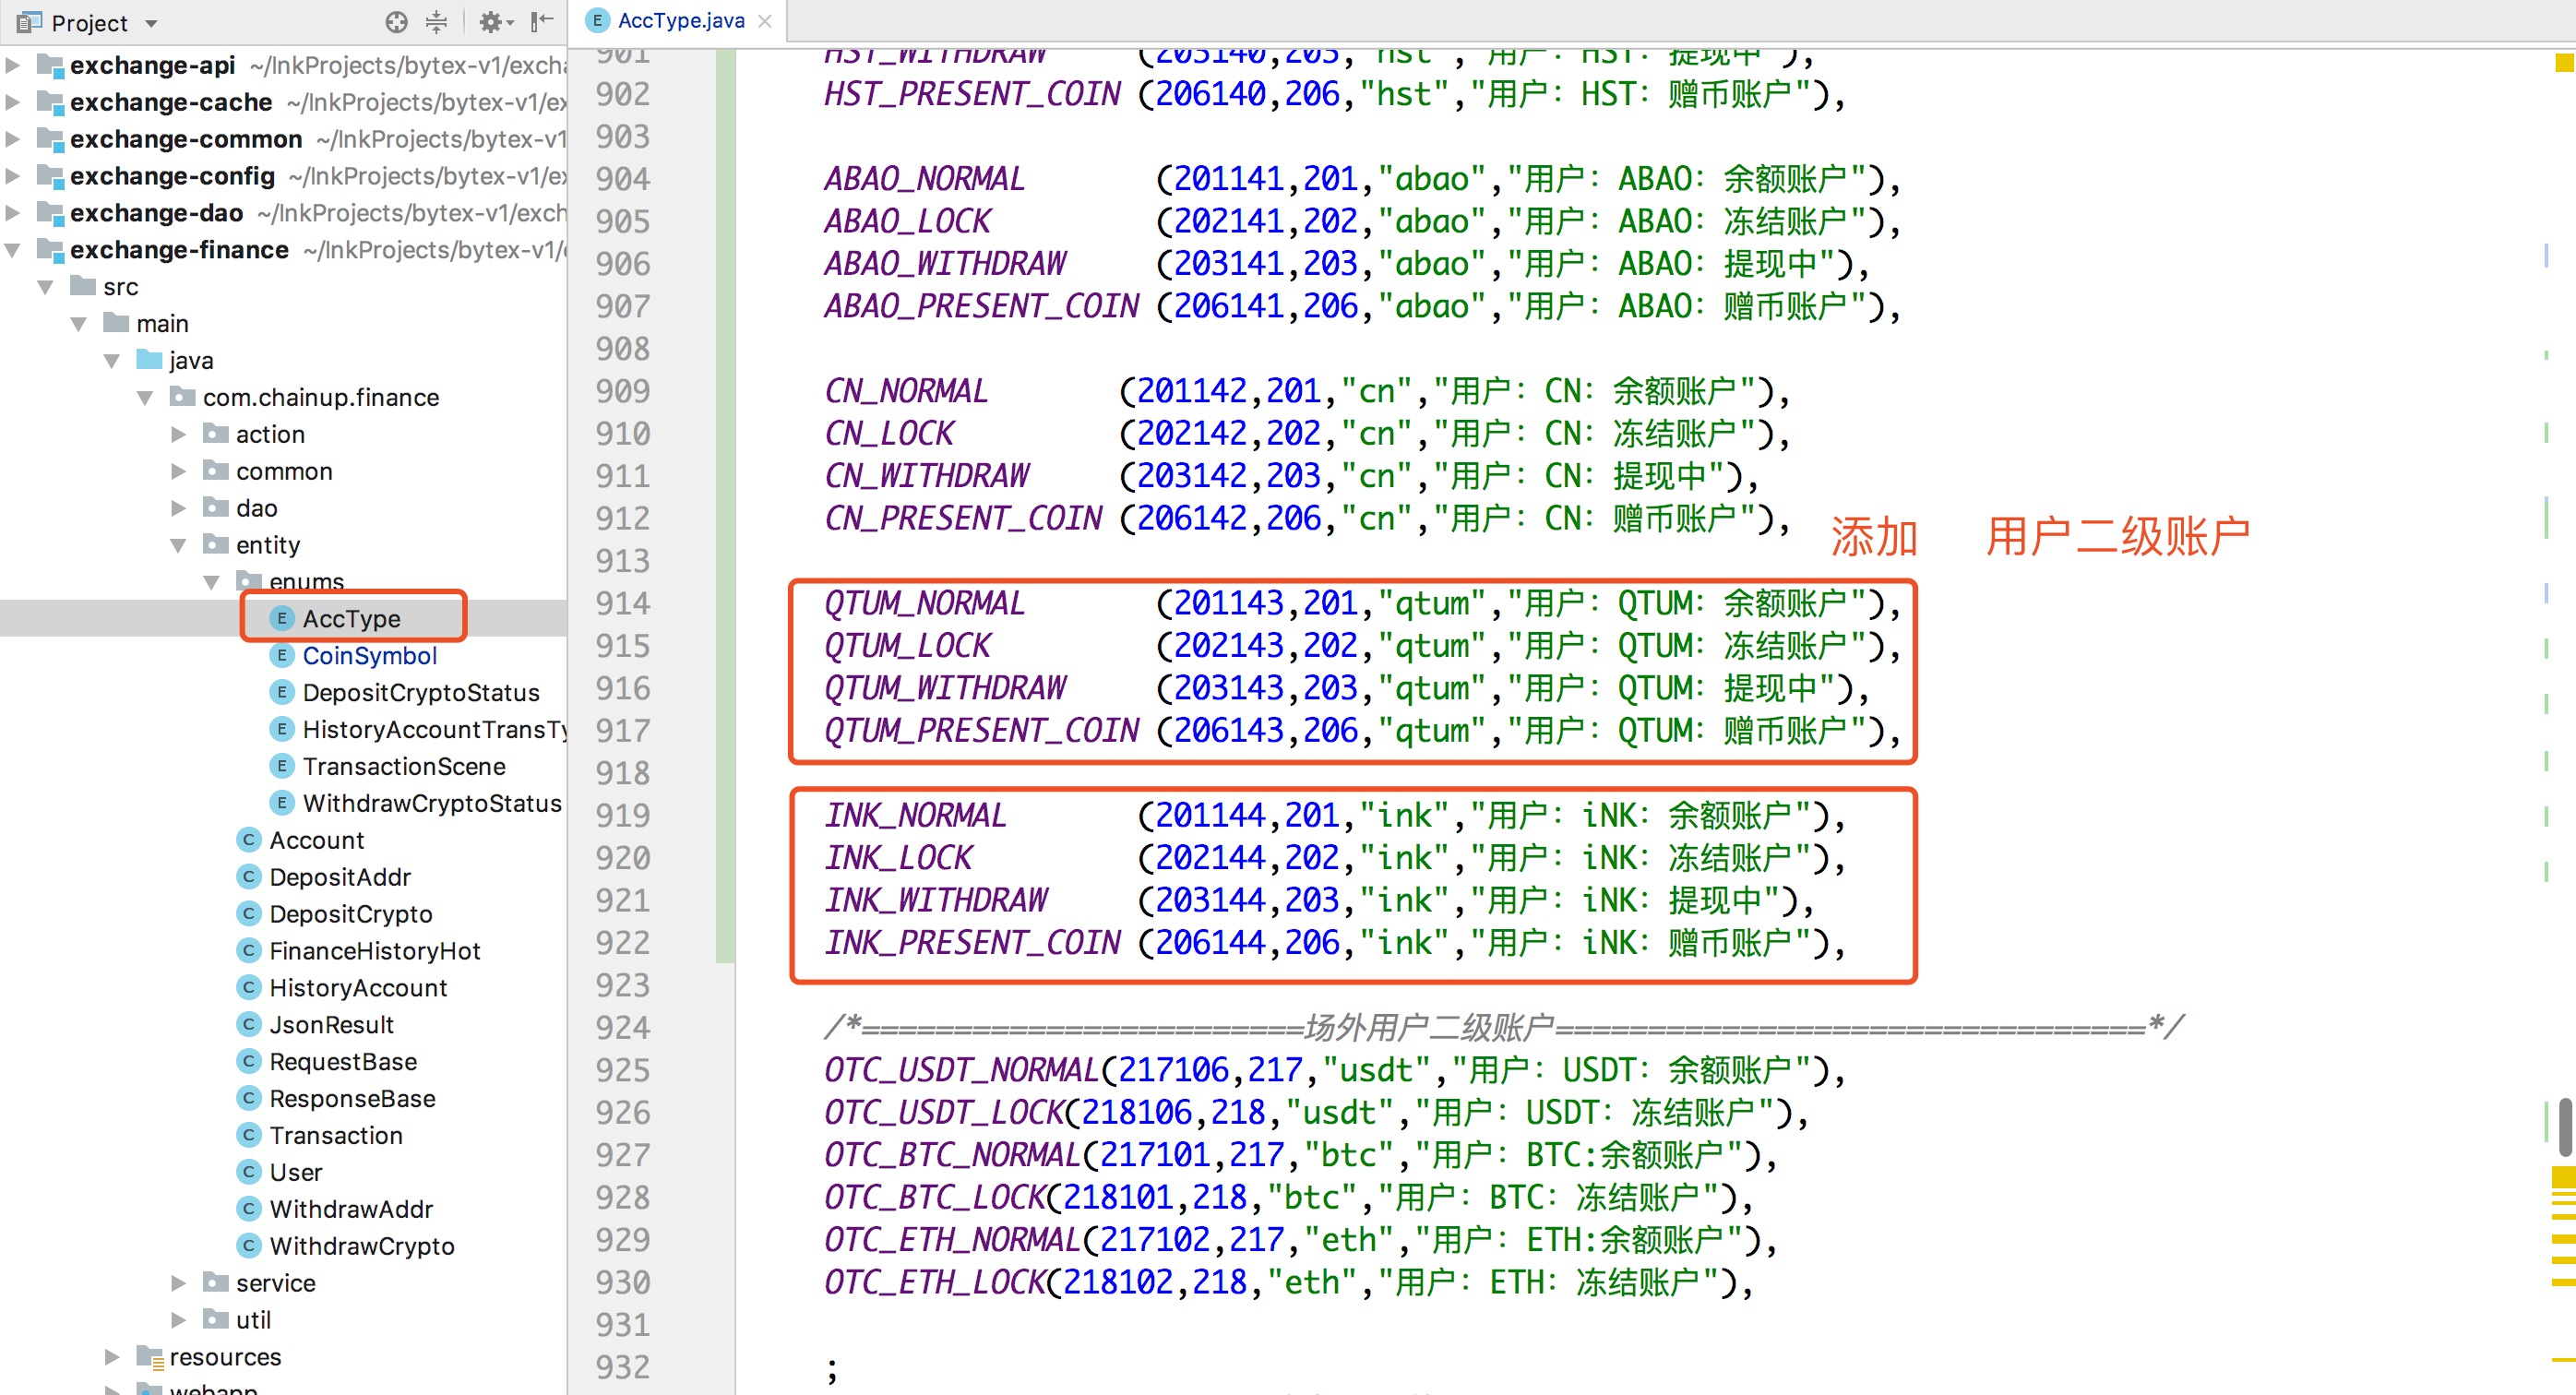 Project
exchange-api ~/InkProjects/bytex-v1/excha
exchange-cache ~/InkProjects/bytex-v1/ex
exchange-common ~/InkProjects/bytex-v1
exchange-config ~/InkProjects/bytex-v1/ex
exchange-dao ~/InkProjects/bytex-v1/exch
exchange-finance ~/InkProjects/bytex-v1/
src
main
java
com.chainup.finance
action
common
dao
entity
enums
AccType
CoinSymbol
DepositCryptoStatus
HistoryAccountTransTy
TransactionScene
WithdrawCryptoStatus
Account
DepositAddr
DepositCrypto
FinanceHistoryHot
HistoryAccount
JsonResult
RequestBase
ResponseBase
Transaction
User
WithdrawAddr
WithdrawCrypto
service
util
resources
webapp
AccType.java
901 HST_WITHDRAW (203140,203,"hst","用户：HST：提现中"),
902 HST_PRESENT_COIN (206140,206,"hst","用户：HST：赠币账户"),
903
904 ABAO_NORMAL (201141,201,"abao","用户：ABAO：余额账户"),
905 ABAO_LOCK (202141,202,"abao","用户：ABAO：冻结账户"),
906 ABAO_WITHDRAW (203141,203,"abao","用户：ABAO：提现中"),
907 ABAO_PRESENT_COIN (206141,206,"abao","用户：ABAO：赠币账户"),
908
909 CN_NORMAL (201142,201,"cn","用户：CN：余额账户"),
910 CN_LOCK (202142,202,"cn","用户：CN：冻结账户"),
911 CN_WITHDRAW (203142,203,"cn","用户：CN：提现中"),
912 CN_PRESENT_COIN (206142,206,"cn","用户：CN：赠币账户"),
添加 用户二级账户
913
914 QTUM_NORMAL (201143,201,"qtum","用户：QTUM：余额账户"),
915 QTUM_LOCK (202143,202,"qtum","用户：QTUM：冻结账户"),
916 QTUM_WITHDRAW (203143,203,"qtum","用户：QTUM：提现中"),
917 QTUM_PRESENT_COIN (206143,206,"qtum","用户：QTUM：赠币账户"),
918
919 INK_NORMAL (201144,201,"ink","用户：iNK：余额账户"),
920 INK_LOCK (202144,202,"ink","用户：iNK：冻结账户"),
921 INK_WITHDRAW (203144,203,"ink","用户：iNK：提现中"),
922 INK_PRESENT_COIN (206144,206,"ink","用户：iNK：赠币账户"),
923
924 /*========================场外用户二级账户================================*/
925 OTC_USDT_NORMAL(217106,217,"usdt","用户：USDT：余额账户"),
926 OTC_USDT_LOCK(218106,218,"usdt","用户：USDT：冻结账户"),
927 OTC_BTC_NORMAL(217101,217,"btc","用户：BTC:余额账户"),
928 OTC_BTC_LOCK(218101,218,"btc","用户：BTC：冻结账户"),
929 OTC_ETH_NORMAL(217102,217,"eth","用户：ETH:余额账户"),
930 OTC_ETH_LOCK(218102,218,"eth","用户：ETH：冻结账户"),
931
932 ;